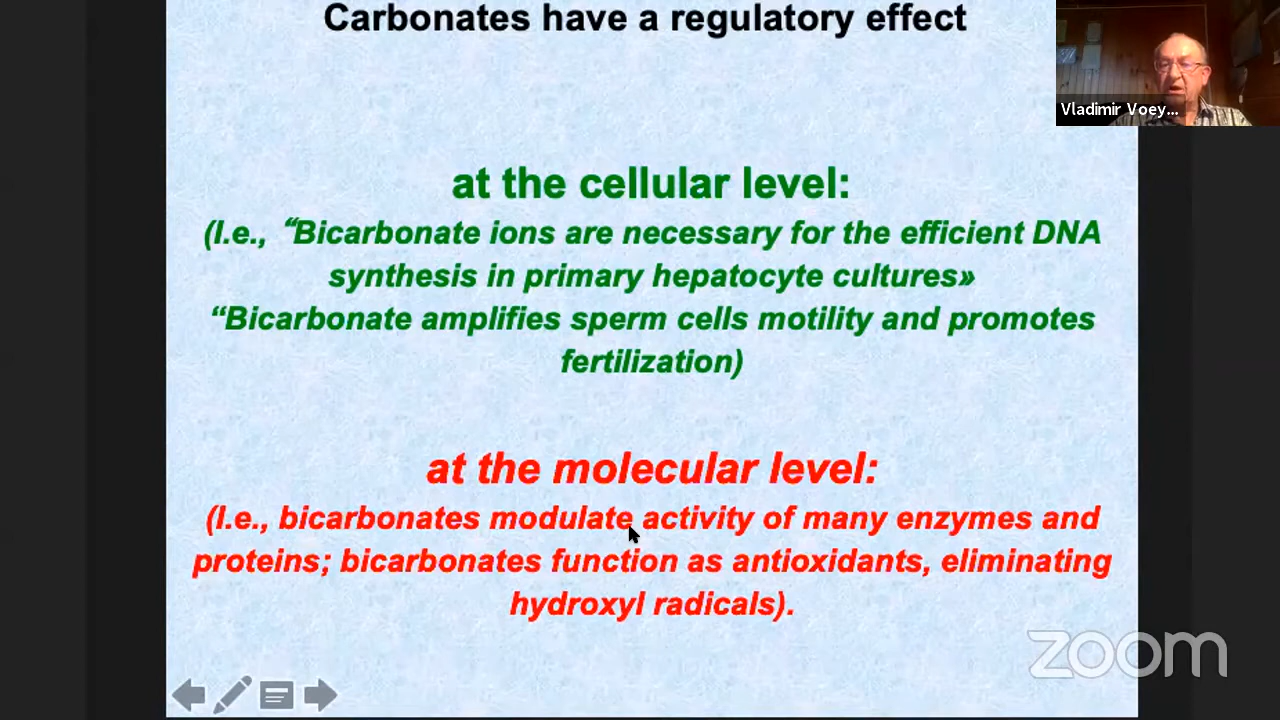 Carbonates have a regulatory effect
Vladimir Voey...
at the cellular level:
(I.e., “Bicarbonate ions are necessary for the efficient DNA
synthesis in primary hepatocyte cultures»
“Bicarbonate amplifies sperm cells motility and promotes
fertilization)
at the molecular level:
(I.e., bicarbonates modulate activity of many enzymes and
proteins; bicarbonates function as antioxidants, eliminating
hydroxyl radicals).
zoom